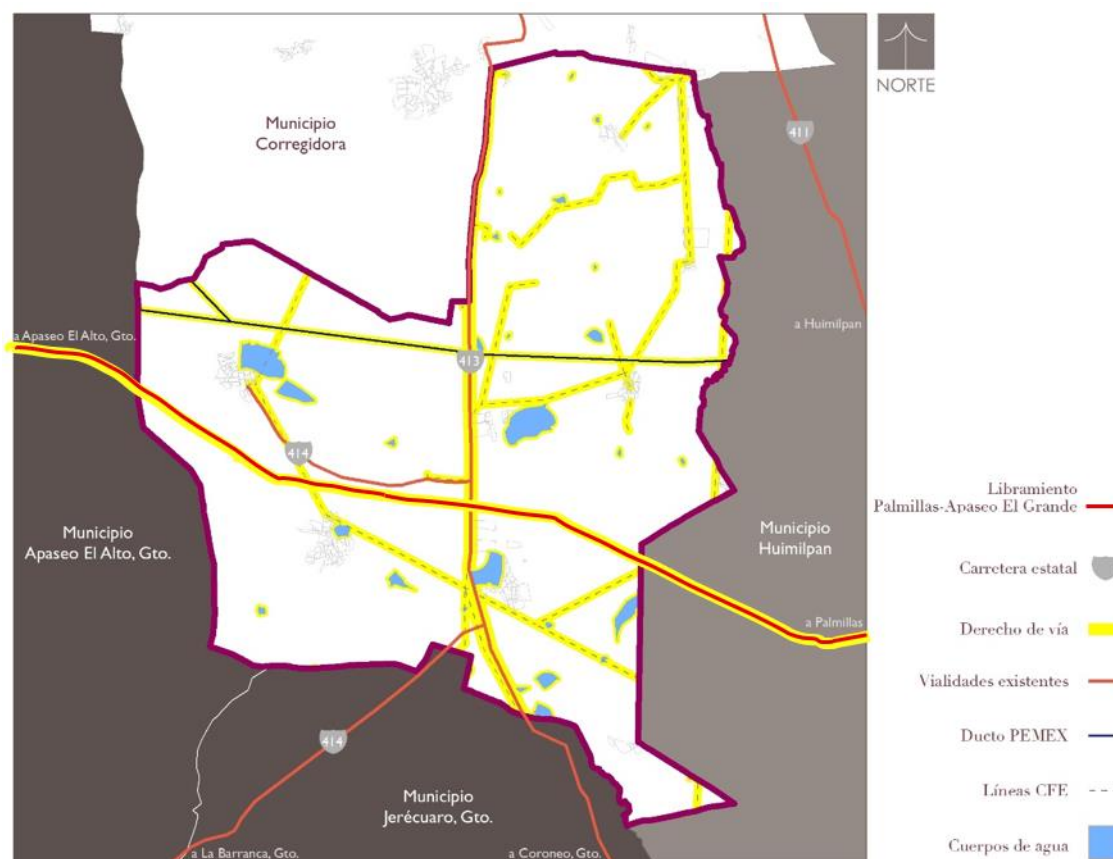 NORTE
Municipio
Corregidora
411
a Huimilpan
a Apaseo El Alto, Gto.
413
414
Municipio
Apaseo El Alto, Gto.
Municipio
Huimilpan
a Palmillas
414
Municipio
Jerécuaro, Gto.
a La Barranca, Gto.
a Coroneo, Gto.
Libramiento
Palmillas-Apaseo El Grande
Carretera estatal
Derecho de vía
Vialidades existentes
Ducto PEMEX
Líneas CFE
Cuerpos de agua